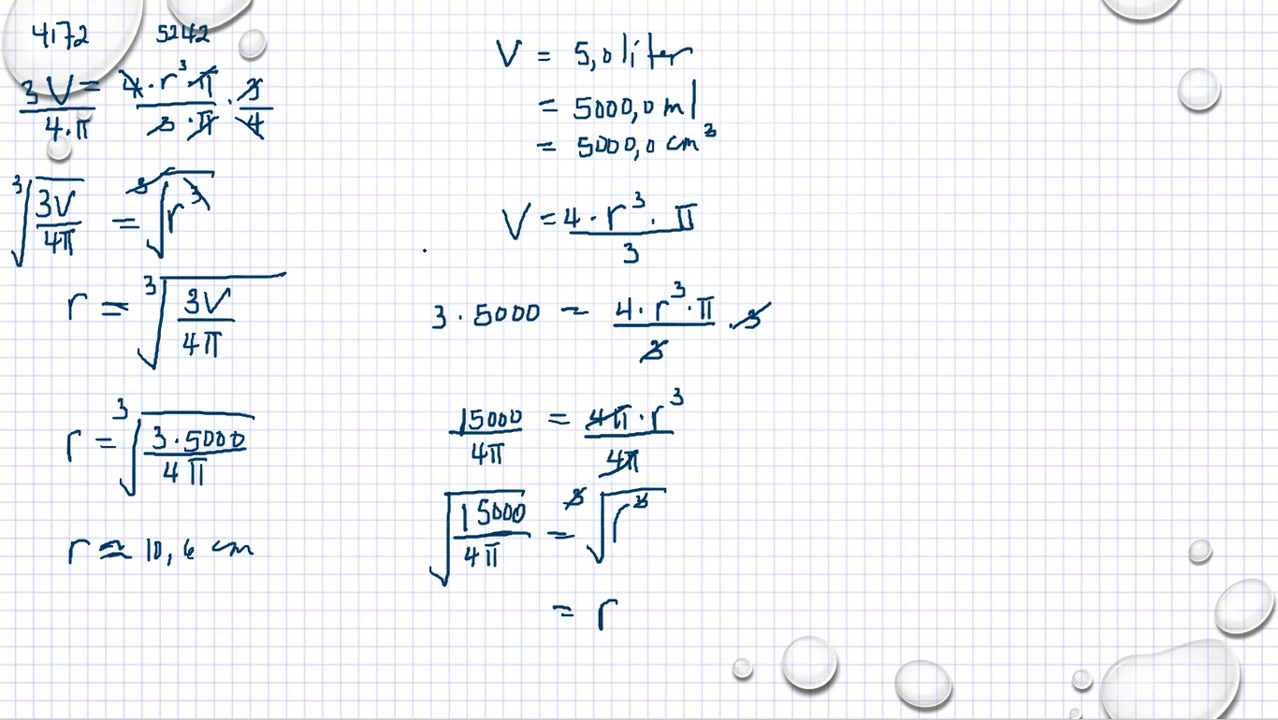 4172 5242
3V/4·π = 4·r³·π/3·π · 3/4
³√(3V/4π) = ³√(r³)
r = ³√(3V/4π)
r = ³√(3·5000/4π)
r ≈ 10,6 cm
V = 5,0 liter
= 5000,0 ml
= 5000,0 cm³
V = 4·r³·π/3
3·5000 = 4·r³·π/3 · 3
15000/4π = 4π·r³/4π
√(15000/4π) = ³√(r³)
= r